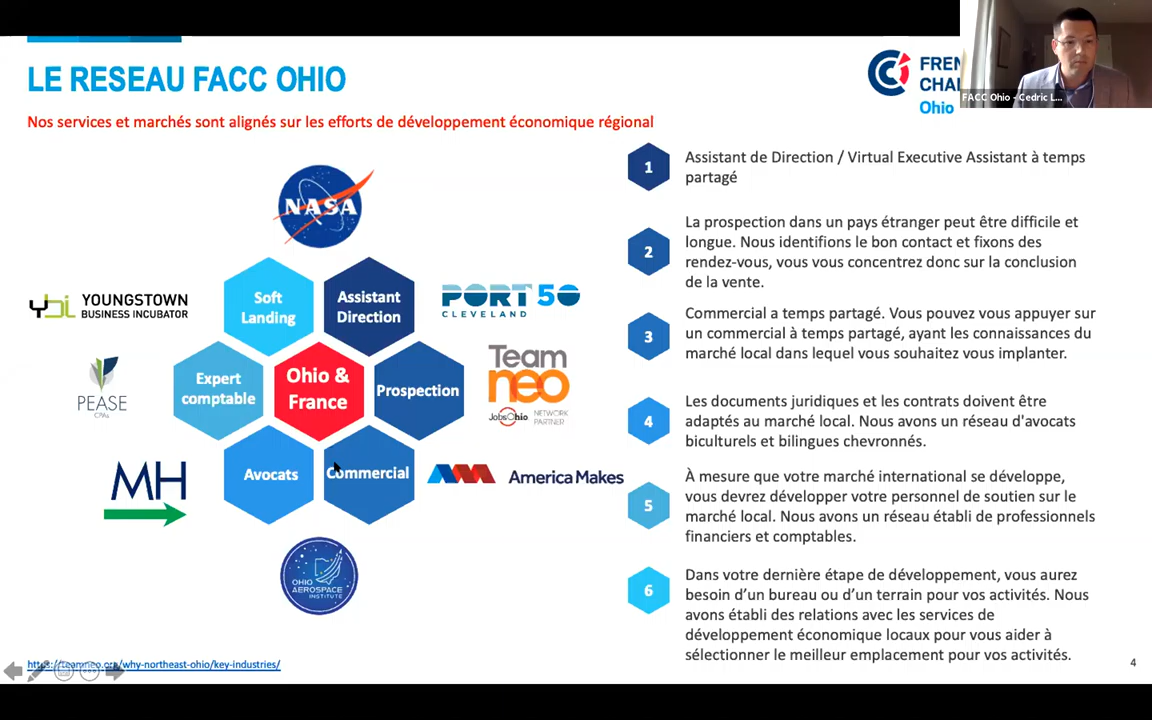 LE RESEAU FACC OHIO
Nos services et marchés sont alignés sur les efforts de développement économique régional
Ohio
FACC Ohio - Cedric L...
NASA
Soft
Landing
Assistant
Direction
Expert
comptable
Ohio &
France
Prospection
Avocats
Commercial
ybi YOUNGSTOWN
BUSINESS INCUBATOR
PORT 50
CLEVELAND
PEASE
CPAs
Team
neo
JobsOhio NETWORK
PARTNER
MH
America Makes
OHIO
AEROSPACE
INSTITUTE
1
Assistant de Direction / Virtual Executive Assistant à temps
partagé
2
La prospection dans un pays étranger peut être difficile et
longue. Nous identifions le bon contact et fixons des
rendez-vous, vous vous concentrez donc sur la conclusion
de la vente.
3
Commercial a temps partagé. Vous pouvez vous appuyer sur
un commercial à temps partagé, ayant les connaissances du
marché local dans lequel vous souhaitez vous implanter.
4
Les documents juridiques et les contrats doivent être
adaptés au marché local. Nous avons un réseau d'avocats
biculturels et bilingues chevronnés.
5
À mesure que votre marché international se développe,
vous devrez développer votre personnel de soutien sur le
marché local. Nous avons un réseau établi de professionnels
financiers et comptables.
6
Dans votre dernière étape de développement, vous aurez
besoin d’un bureau ou d’un terrain pour vos activités. Nous
avons établi des relations avec les services de
développement économique locaux pour vous aider à
sélectionner le meilleur emplacement pour vos activités.
https://teamneo.org/why-northeast-ohio/key-industries/
4